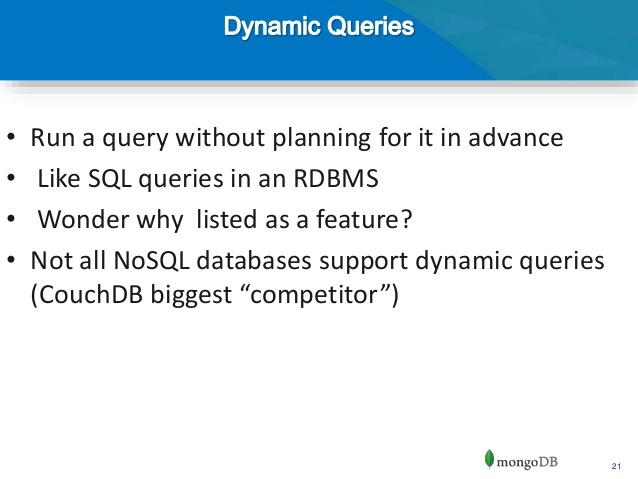 Dynamic Queries
• Run a query without planning for it in advance
• Like SQL queries in an RDBMS
• Wonder why listed as a feature?
• Not all NoSQL databases support dynamic queries
(CouchDB biggest “competitor”)
mongoDB
21